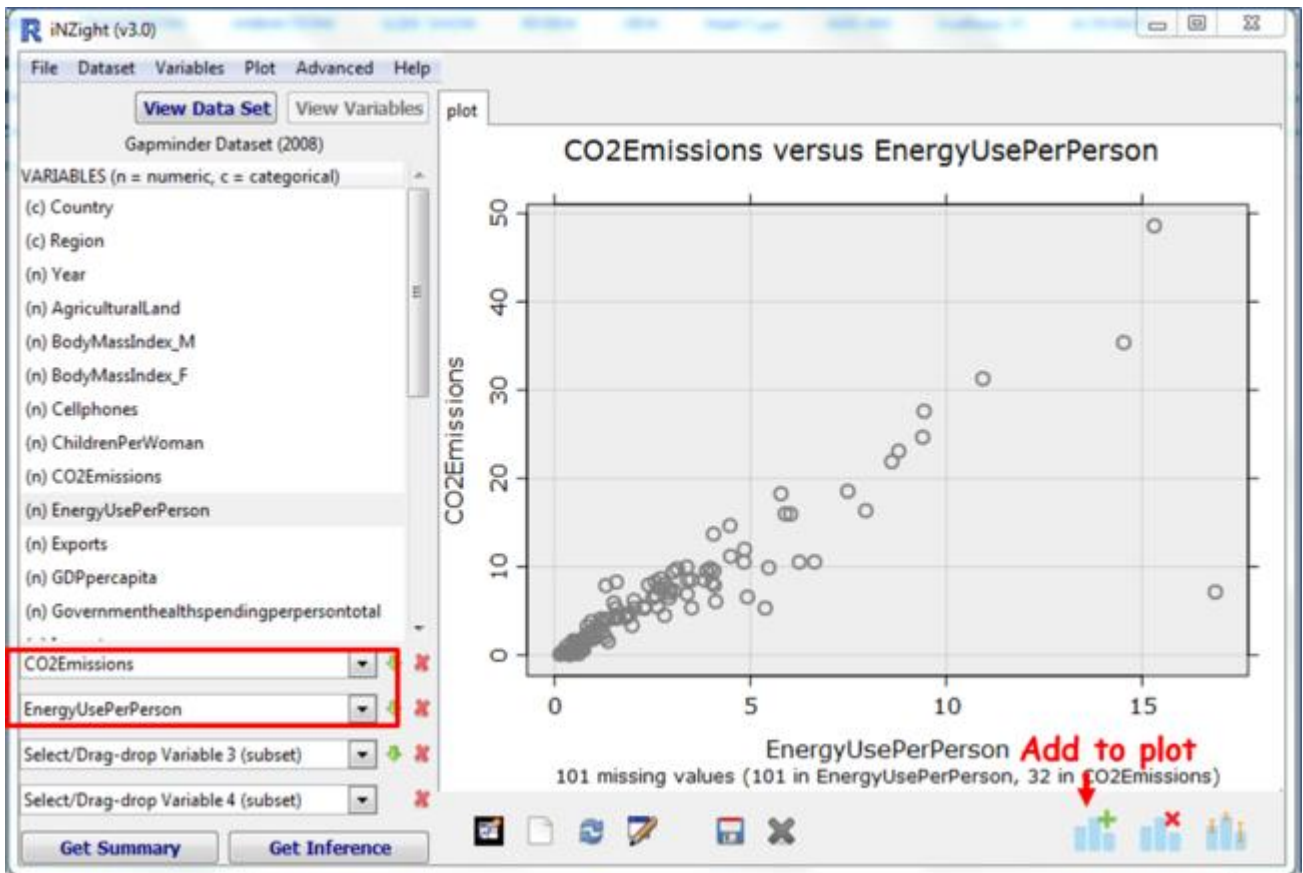 iNZight (v3.0)
File Dataset Variables Plot Advanced Help
View Data Set View Variables
Gapminder Dataset (2008)
VARIABLES (n = numeric, c = categorical)
(c) Country
(c) Region
(n) Year
(n) AgriculturalLand
(n) BodyMassIndex_M
(n) BodyMassIndex_F
(n) Cellphones
(n) ChildrenPerWoman
(n) CO2Emissions
(n) EnergyUsePerPerson
(n) Exports
(n) GDPpercapita
(n) Governmenthealthspendingperpersontotal
CO2Emissions
EnergyUsePerPerson
Select/Drag-drop Variable 3 (subset)
Select/Drag-drop Variable 4 (subset)
Get Summary Get Inference
plot
CO2Emissions versus EnergyUsePerPerson
50
40
30
20
10
0
CO2Emissions
0 5 10 15
EnergyUsePerPerson
Add to plot
101 missing values (101 in EnergyUsePerPerson, 32 in CO2Emissions)